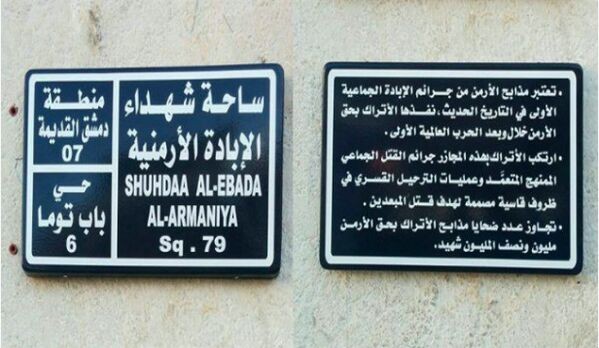 ساحة شهداء
الإبادة الأرمنية
SHUHDAA AL-EBADA
AL-ARMANIYA
Sq . 79
منطقة
دمشق القديمة
07
حي
باب توما
6
• تعتبر مذابح الأرمن من جرائم الإبادة الجماعية
الأولى في التاريخ الحديث، نفذها الأتراك بحق
الأرمن خلال وبعد الحرب العالمية الأولى.
• ارتكب الأتراك بهذه المجازر جرائم القتل الجماعي
الممنهج المتعمَّد وعمليات الترحيل القسري في
ظروف قاسية مصممة لهدف قتل المبعدين.
• تجاوز عدد ضحايا مذابح الأتراك بحق الأرمن
مليون ونصف المليون شهيد.